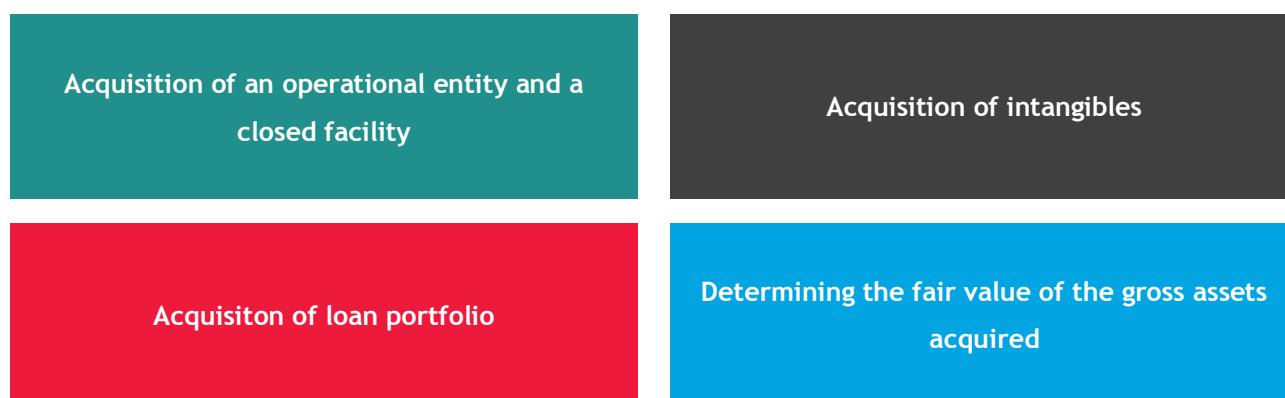 Acquisition of an operational entity and a
closed facility
Acquisition of intangibles
Acquisiton of loan portfolio
Determining the fair value of the gross assets
acquired